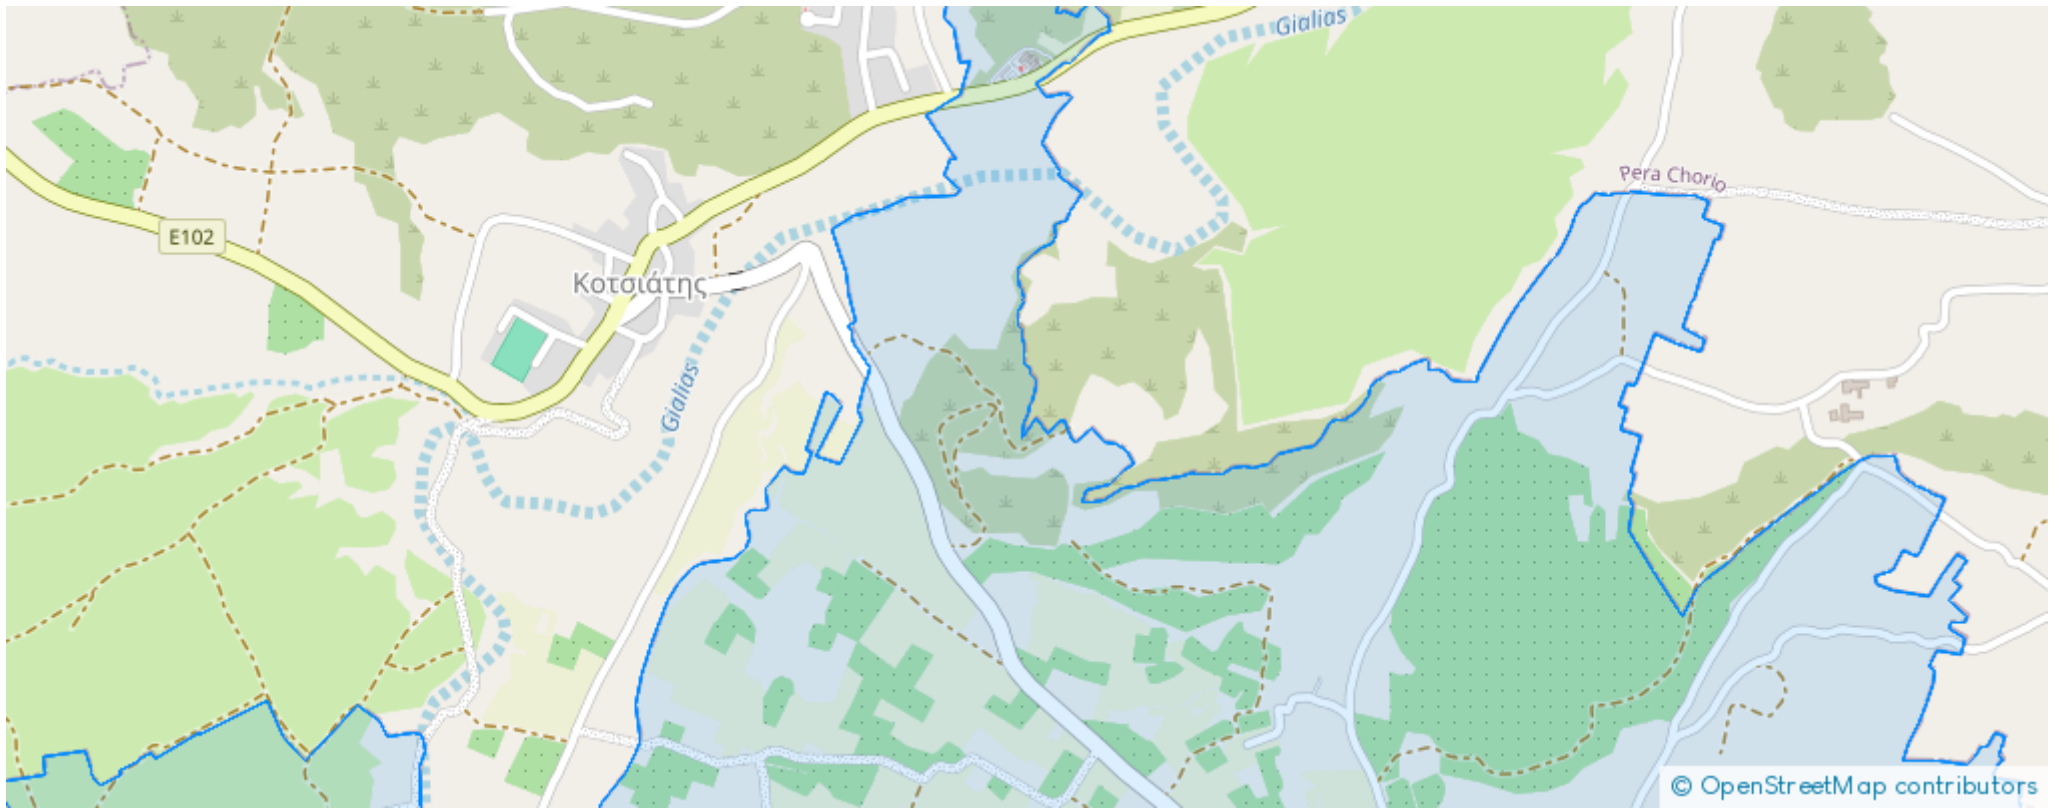 Gialias
Pera Chorio
E102
Κοτσιάτης
Gialias
© OpenStreetMap contributors